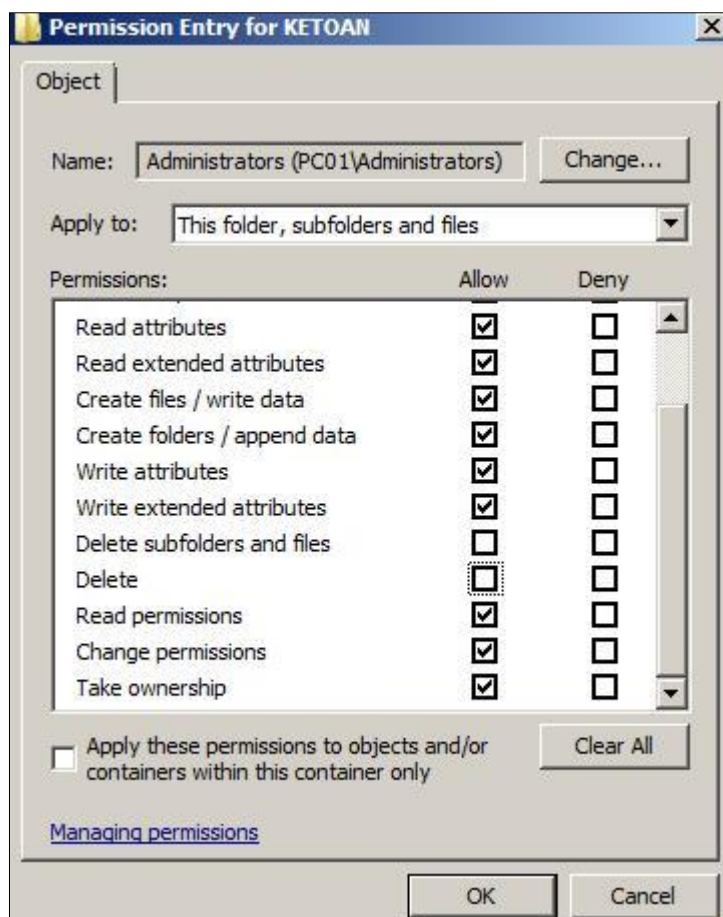 Permission Entry for KETOAN
Object
Name: Administrators (PC01\Administrators) Change...
Apply to: This folder, subfolders and files
Permissions: Allow Deny
Read attributes
Read extended attributes
Create files / write data
Create folders / append data
Write attributes
Write extended attributes
Delete subfolders and files
Delete
Read permissions
Change permissions
Take ownership
Apply these permissions to objects and/or
containers within this container only
Clear All
Managing permissions
OK Cancel